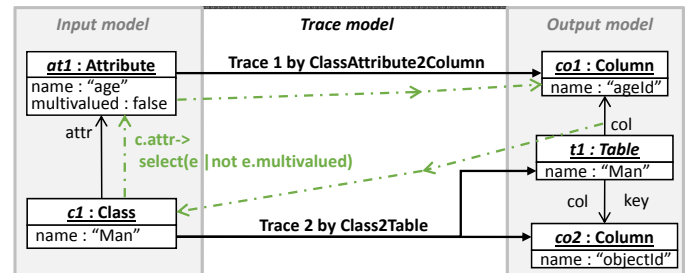 Input model
Trace model
Output model
at1 : Attribute
name : “age”
multivalued : false
Trace 1 by ClassAttribute2Column
co1 : Column
name : “ageId”
attr
c.attr->
select(e |not e.multivalued)
col
t1 : Table
name : “Man”
c1 : Class
name : “Man”
Trace 2 by Class2Table
col
key
co2 : Column
name : “objectId”